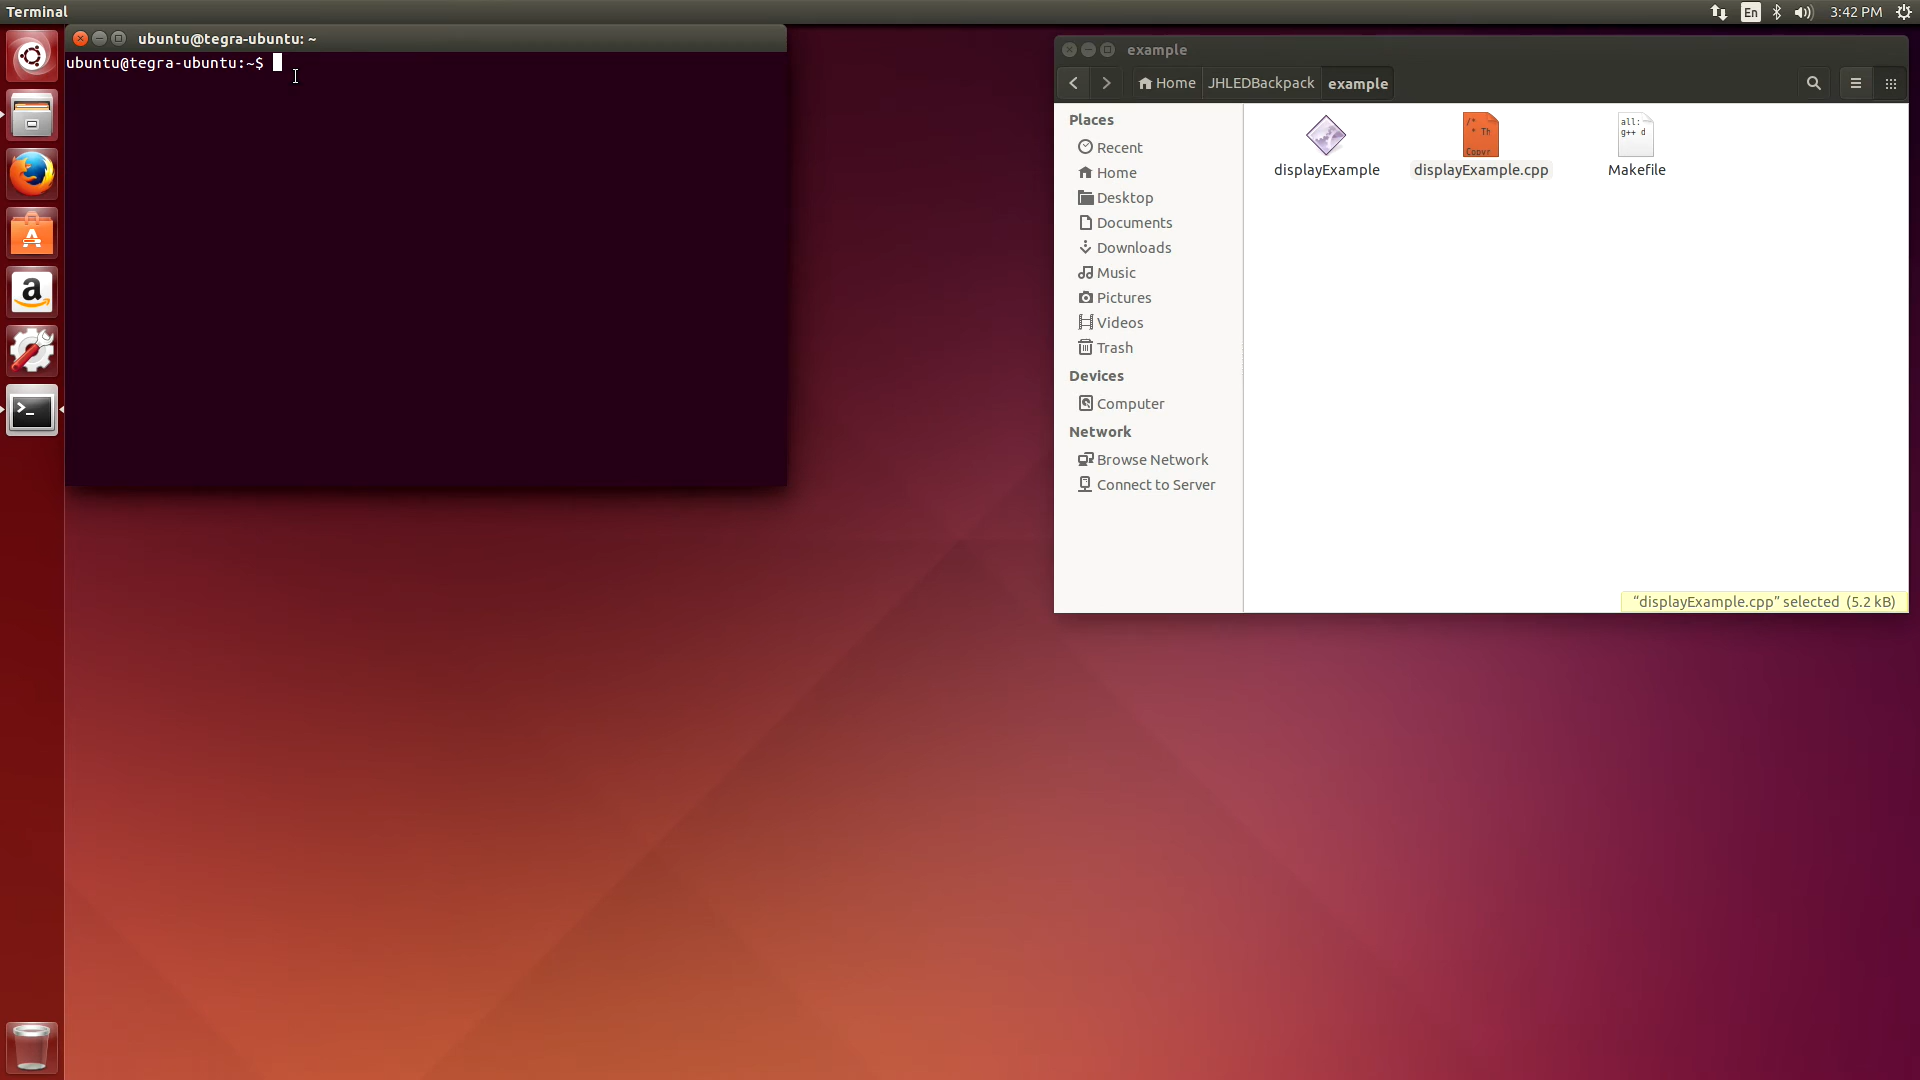 Terminal
En
3:42 PM
ubuntu@tegra-ubuntu: ~
ubuntu@tegra-ubuntu:~$
example
Home
JHLEDBackpack
example
Places
Recent
Home
Desktop
Documents
Downloads
Music
Pictures
Videos
Trash
Devices
Computer
Network
Browse Network
Connect to Server
/*
* Th
Copyr
all:
g++ d
displayExample
displayExample.cpp
Makefile
“displayExample.cpp” selected (5.2 kB)